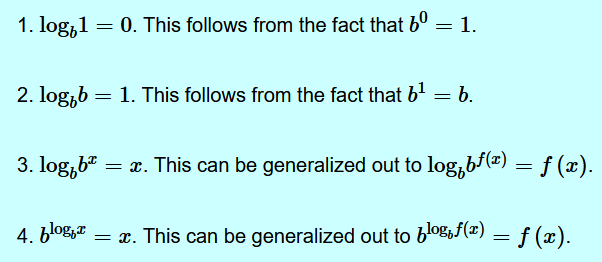 1. log_b 1 = 0. This follows from the fact that b^0 = 1.
2. log_b b = 1. This follows from the fact that b^1 = b.
3. log_b b^x = x. This can be generalized out to log_b b^{f(x)} = f (x).
4. b^{log_b x} = x. This can be generalized out to b^{log_b f(x)} = f (x).